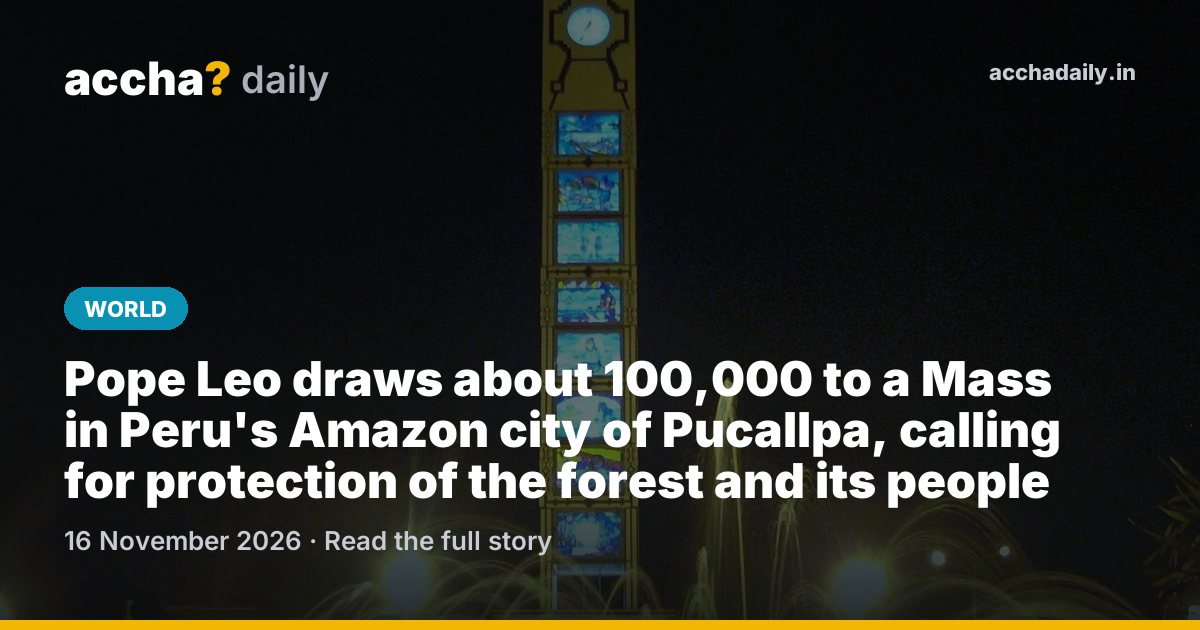 accha? daily
acchadaily.in
WORLD
Pope Leo draws about 100,000 to a Mass
in Peru's Amazon city of Pucallpa, calling
for protection of the forest and its people
16 November 2026 · Read the full story